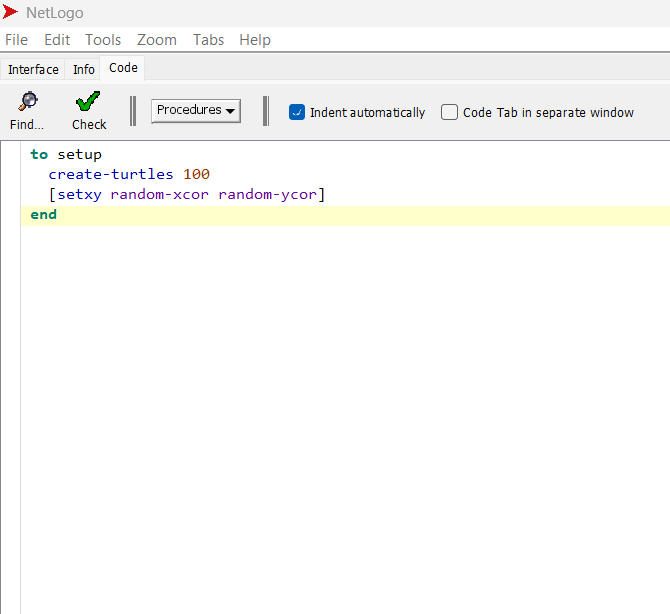 NetLogo
File Edit Tools Zoom Tabs Help
Interface Info Code
Find... Check Procedures Indent automatically Code Tab in separate window
to setup
  create-turtles 100
  [setxy random-xcor random-ycor]
end